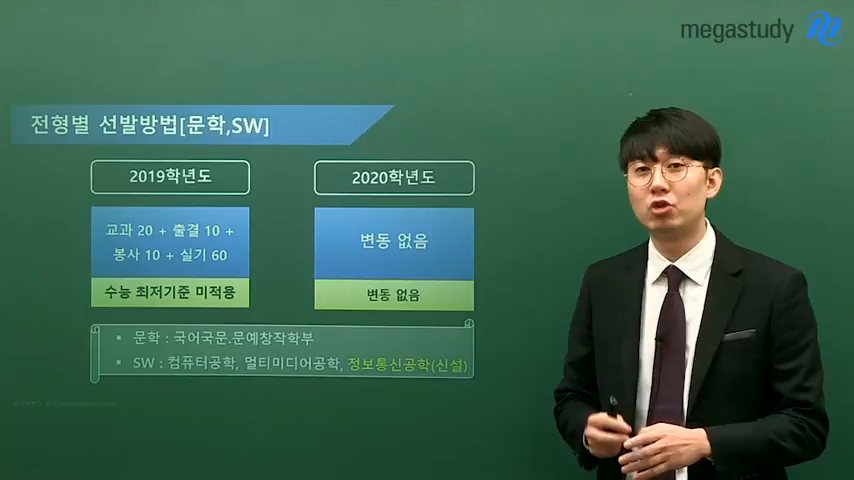 megastudy
전형별 선발방법[문학,SW]
2019학년도
2020학년도
교과 20 + 출결 10 +
봉사 10 + 실기 60
변동 없음
수능 최저기준 미적용
변동 없음
▪ 문학 : 국어국문.문예창작학부
▪ SW : 컴퓨터공학, 멀티미디어공학, 정보통신공학(신설)